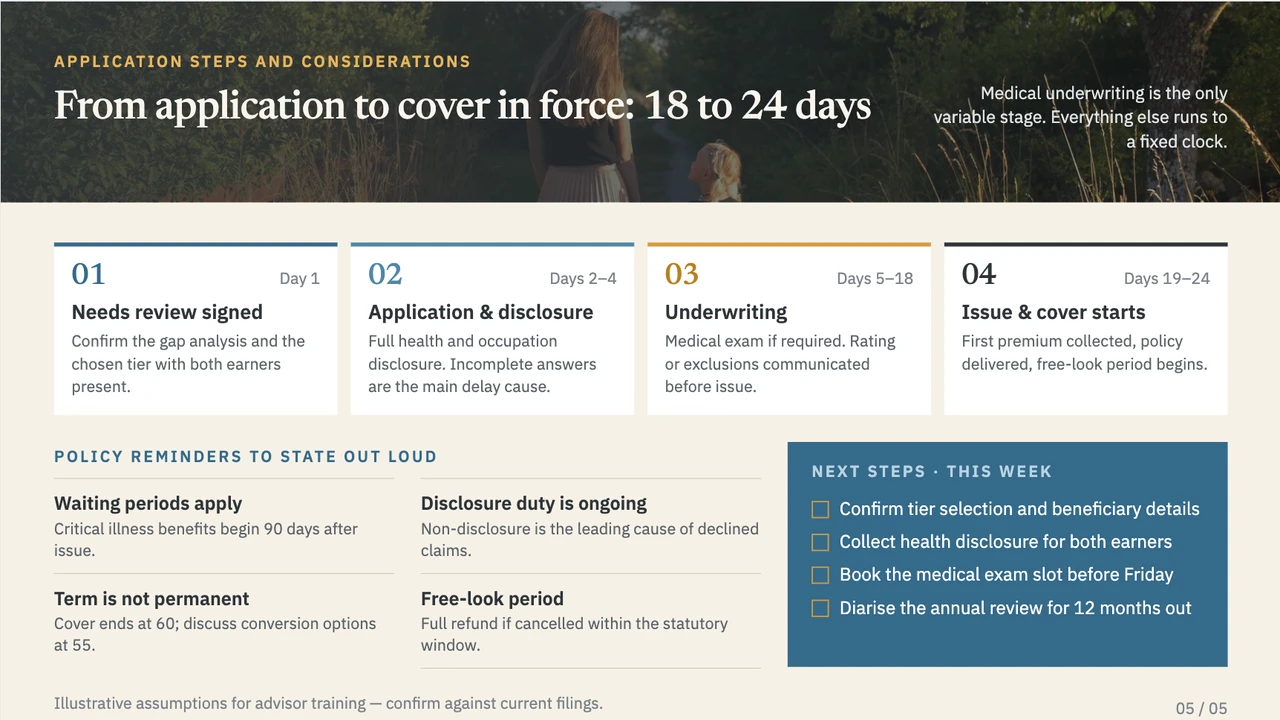 APPLICATION STEPS AND CONSIDERATIONS
From application to cover in force: 18 to 24 days
Medical underwriting is the only
variable stage. Everything else runs to
a fixed clock.
01
Day 1
Needs review signed
Confirm the gap analysis and the
chosen tier with both earners
present.
02
Days 2–4
Application & disclosure
Full health and occupation
disclosure. Incomplete answers
are the main delay cause.
03
Days 5–18
Underwriting
Medical exam if required. Rating
or exclusions communicated
before issue.
04
Days 19–24
Issue & cover starts
First premium collected, policy
delivered, free-look period begins.
POLICY REMINDERS TO STATE OUT LOUD
Waiting periods apply
Critical illness benefits begin 90 days after
issue.
Disclosure duty is ongoing
Non-disclosure is the leading cause of declined
claims.
Term is not permanent
Cover ends at 60; discuss conversion options
at 55.
Free-look period
Full refund if cancelled within the statutory
window.
NEXT STEPS · THIS WEEK
Confirm tier selection and beneficiary details
Collect health disclosure for both earners
Book the medical exam slot before Friday
Diarise the annual review for 12 months out
Illustrative assumptions for advisor training — confirm against current filings.
05 / 05